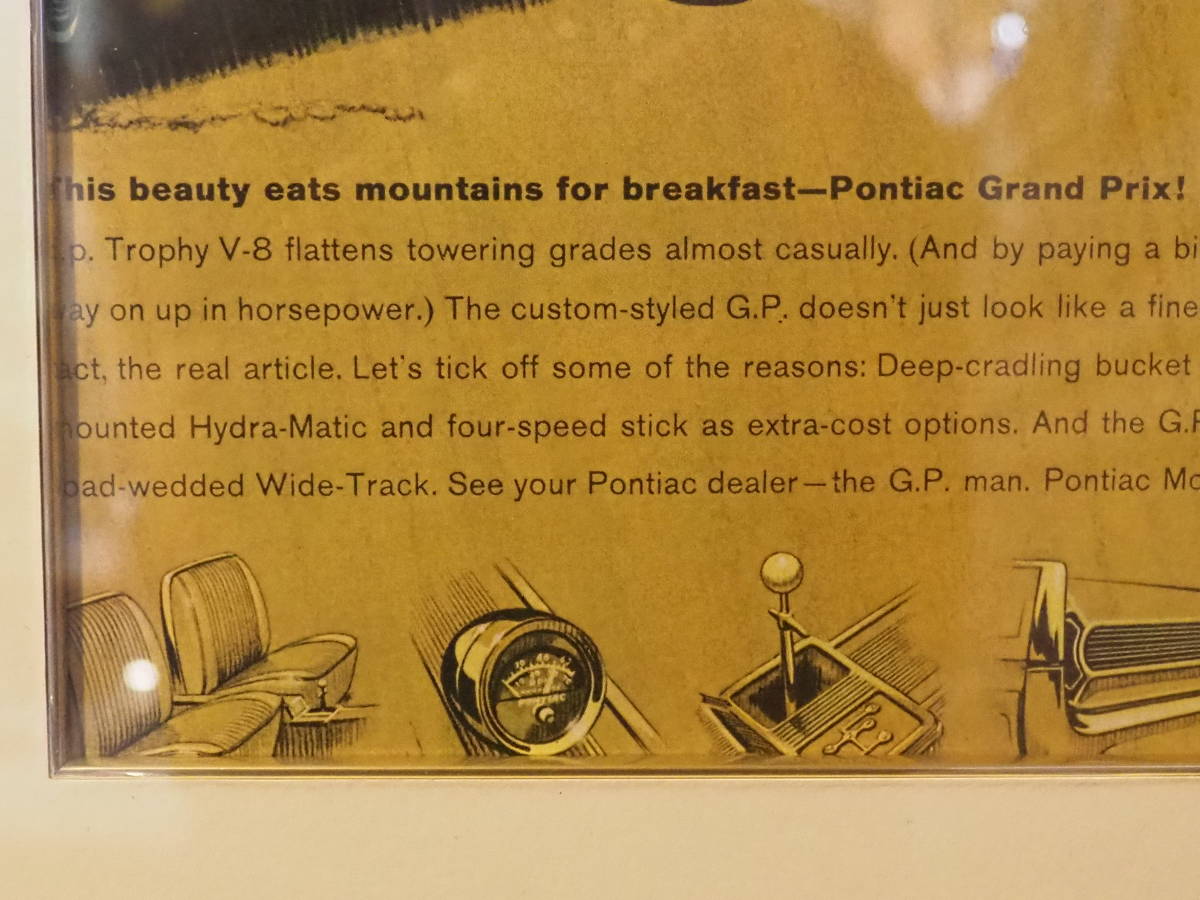 This beauty eats mountains for breakfast—Pontiac Grand Prix!
.p. Trophy V-8 flattens towering grades almost casually. (And by paying a bi
way on up in horsepower.) The custom-styled G.P. doesn't just look like a fine
act, the real article. Let's tick off some of the reasons: Deep-cradling bucket
mounted Hydra-Matic and four-speed stick as extra-cost options. And the G.P
oad-wedded Wide-Track. See your Pontiac dealer—the G.P. man. Pontiac Mo